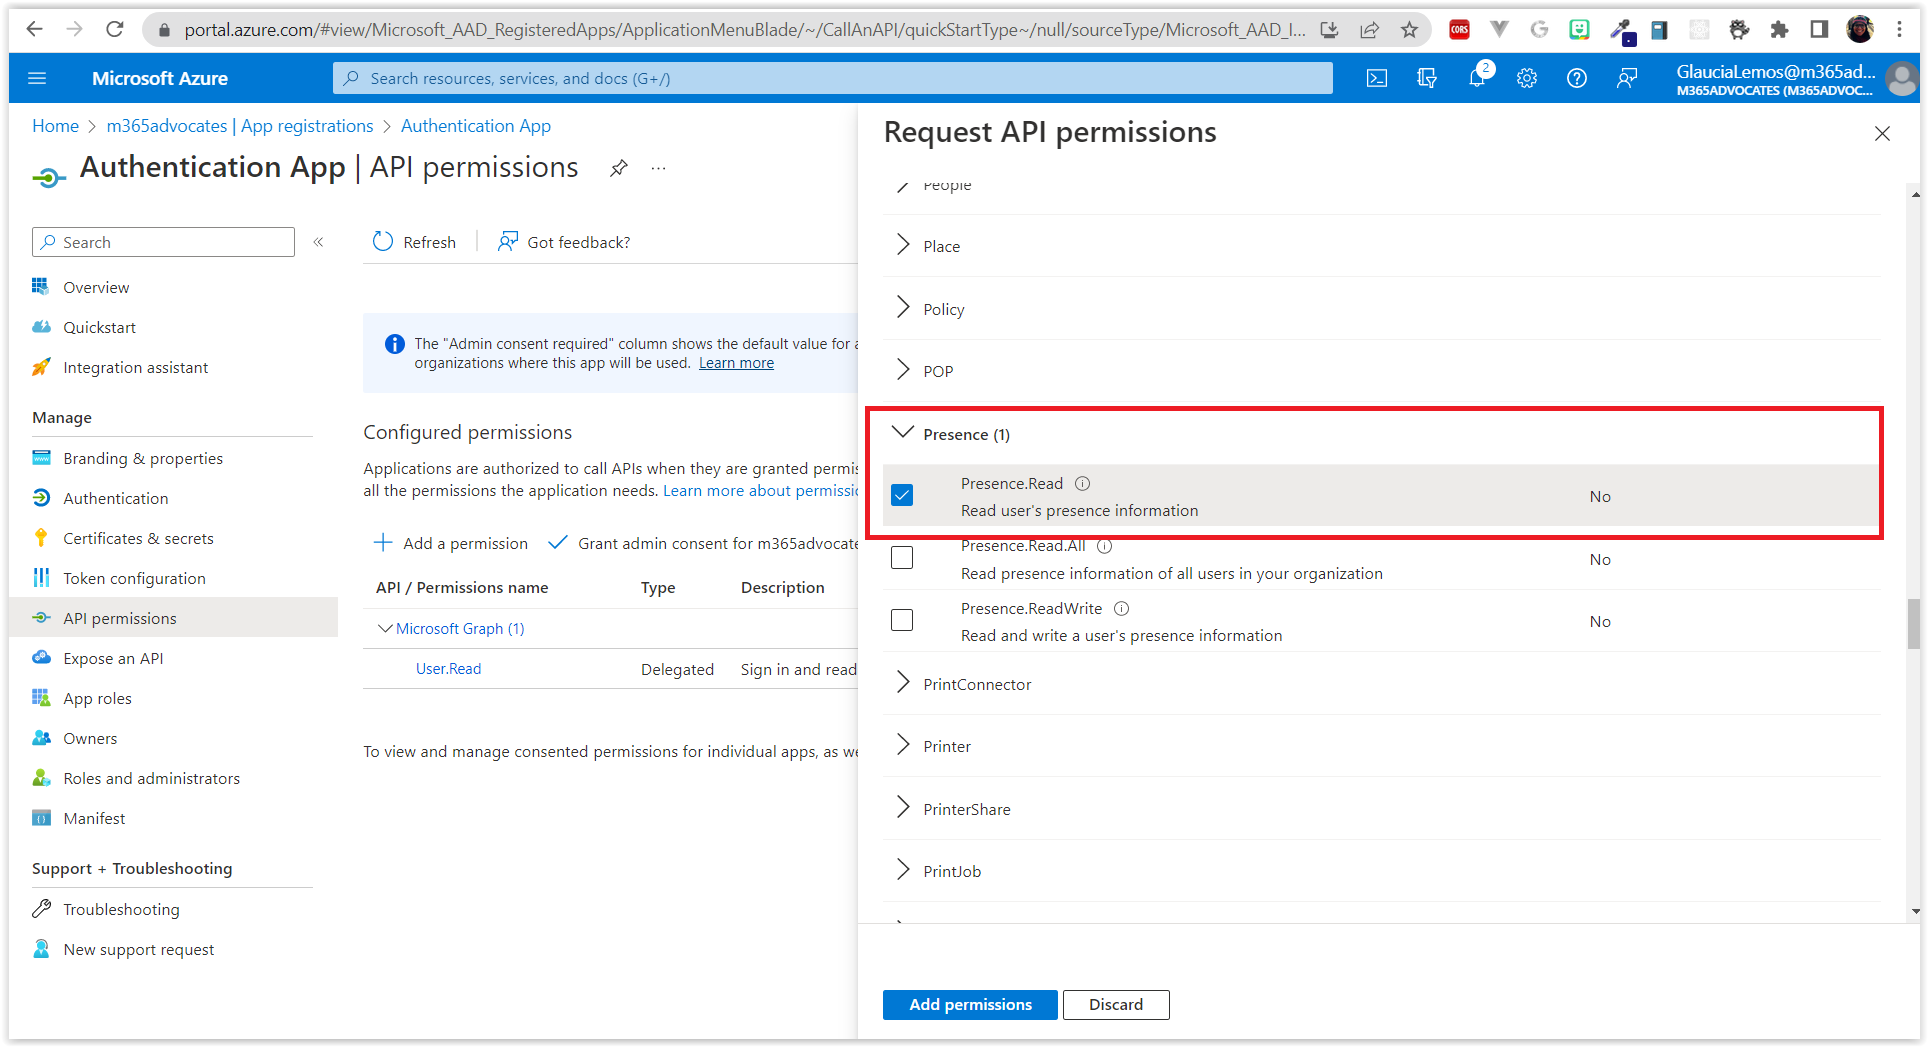 portal.azure.com/#view/Microsoft_AAD_RegisteredApps/ApplicationMenuBlade/~/CallAnAPI/quickStartType~/null/sourceType/Microsoft_AAD_I...
CORS
Microsoft Azure
Search resources, services, and docs (G+/)
2
GlauciaLemos@m365ad...
M365ADVOCATES (M365ADVOC...
Home > m365advocates | App registrations > Authentication App
Authentication App | API permissions
...
Search
«
Overview
Quickstart
Integration assistant
Manage
Branding & properties
Authentication
Certificates & secrets
Token configuration
API permissions
Expose an API
App roles
Owners
Roles and administrators
Manifest
Support + Troubleshooting
Troubleshooting
New support request
Refresh
Got feedback?
The "Admin consent required" column shows the default value for a
organizations where this app will be used. Learn more
Configured permissions
Applications are authorized to call APIs when they are granted permis
all the permissions the application needs. Learn more about permissic
Add a permission
Grant admin consent for m365advocate
API / Permissions name Type Description
Microsoft Graph (1)
User.Read Delegated Sign in and read
To view and manage consented permissions for individual apps, as we
Request API permissions
People
Place
Policy
POP
Presence (1)
Presence.Read
Read user's presence information
No
Presence.Read.All
Read presence information of all users in your organization
No
Presence.ReadWrite
Read and write a user's presence information
No
PrintConnector
Printer
PrinterShare
PrintJob
Add permissions
Discard